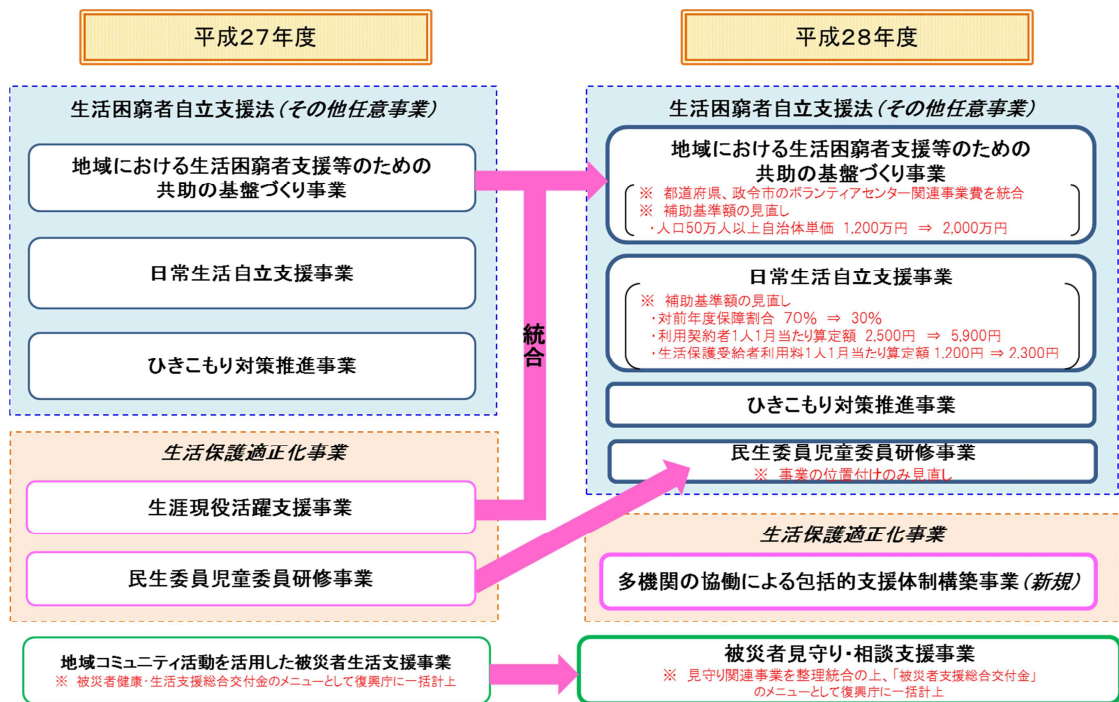 平成27年度
生活困窮者自立支援法(その他任意事業)
地域における生活困窮者支援等のための
共助の基盤づくり事業
日常生活自立支援事業
ひきこもり対策推進事業
生活保護適正化事業
生涯現役活躍支援事業
民生委員児童委員研修事業
地域コミュニティ活動を活用した被災者生活支援事業
※ 被災者健康・生活支援総合交付金のメニューとして復興庁に一括計上
統合
平成28年度
生活困窮者自立支援法(その他任意事業)
地域における生活困窮者支援等のための
共助の基盤づくり事業
※ 都道府県、政令市のボランティアセンター関連事業費を統合
※ 補助基準額の見直し
・人口50万人以上自治体単価 1,200万円 ⇒ 2,000万円
日常生活自立支援事業
※ 補助基準額の見直し
・対前年度保障割合 70% ⇒ 30%
・利用契約者1人1月当たり算定額 2,500円 ⇒ 5,900円
・生活保護受給者利用料1人1月当たり算定額 1,200円 ⇒ 2,300円
ひきこもり対策推進事業
民生委員児童委員研修事業
※ 事業の位置付けのみ見直し
生活保護適正化事業
多機関の協働による包括的支援体制構築事業(新規)
被災者見守り・相談支援事業
※ 見守り関連事業を整理統合の上、「被災者支援総合交付金」
のメニューとして復興庁に一括計上